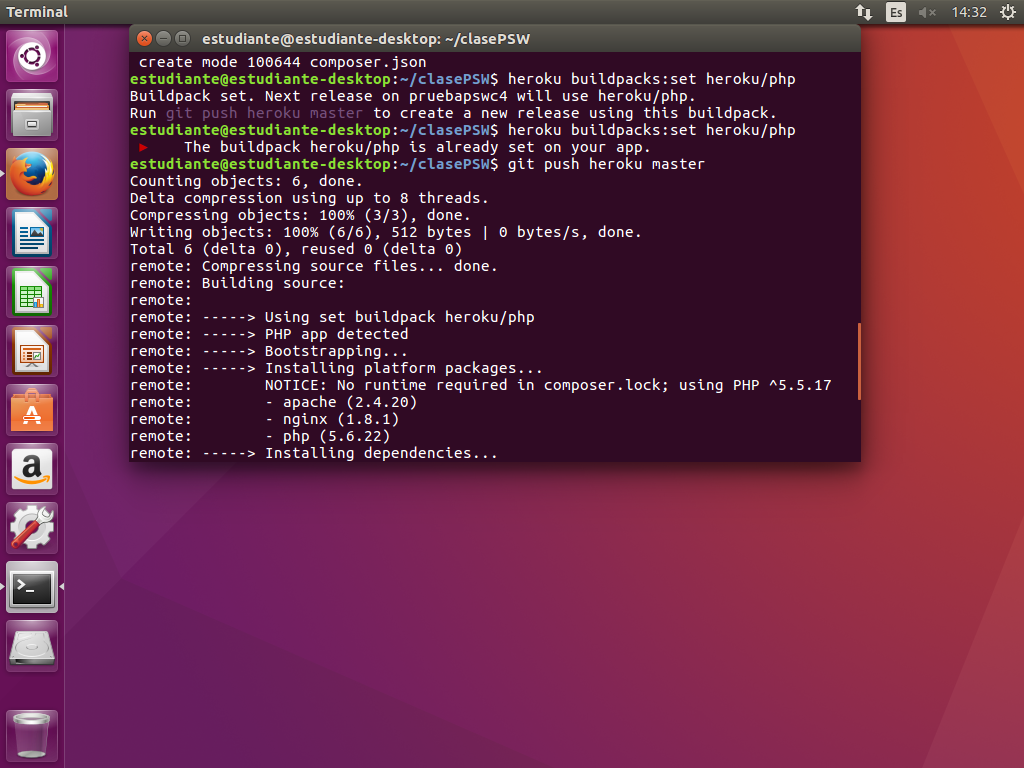 Terminal
Es
14:32
estudiante@estudiante-desktop: ~/clasePSW
create mode 100644 composer.json
estudiante@estudiante-desktop:~/clasePSW$ heroku buildpacks:set heroku/php
Buildpack set. Next release on pruebapswc4 will use heroku/php.
Run git push heroku master to create a new release using this buildpack.
estudiante@estudiante-desktop:~/clasePSW$ heroku buildpacks:set heroku/php
▸    The buildpack heroku/php is already set on your app.
estudiante@estudiante-desktop:~/clasePSW$ git push heroku master
Counting objects: 6, done.
Delta compression using up to 8 threads.
Compressing objects: 100% (3/3), done.
Writing objects: 100% (6/6), 512 bytes | 0 bytes/s, done.
Total 6 (delta 0), reused 0 (delta 0)
remote: Compressing source files... done.
remote: Building source:
remote:
remote: -----> Using set buildpack heroku/php
remote: -----> PHP app detected
remote: -----> Bootstrapping...
remote: -----> Installing platform packages...
remote:        NOTICE: No runtime required in composer.lock; using PHP ^5.5.17
remote:        - apache (2.4.20)
remote:        - nginx (1.8.1)
remote:        - php (5.6.22)
remote: -----> Installing dependencies...